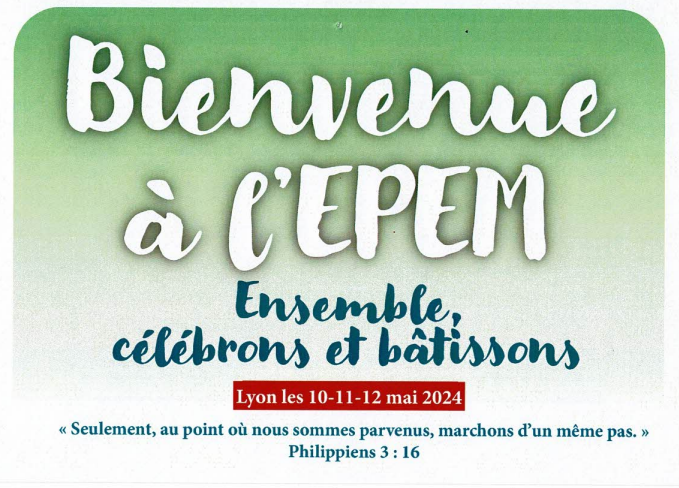 Bienvenue
à l'EPEM
Ensemble,
célébrons et bâtissons
Lyon les 10-11-12 mai 2024
« Seulement, au point où nous sommes parvenus, marchons d'un même pas. »
Philippiens 3 : 16